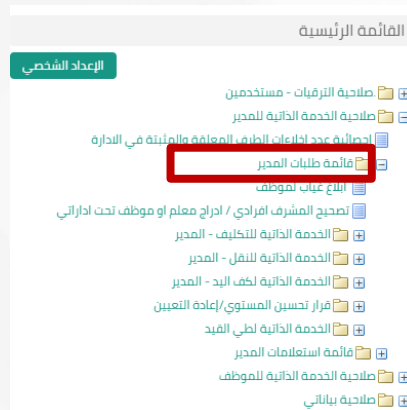 القائمة الرئيسية
الإعداد الشخصي
صلاحية الترقيات - مستخدمين.
صلاحية الخدمة الذاتية للمدير
احصائية عدد اخلاءات الطرف المعلقة والمثبتة في الادارة
قائمة طلبات المدير
ابلاغ غياب لموظف
تصحيح المشرف افرادي / ادراج معلم او موظف تحت اداراتي
الخدمة الذاتية للتكليف - المدير
الخدمة الذاتية للنقل - المدير
الخدمة الذاتية لكف اليد - المدير
قرار تحسين المستوي/إعادة التعيين
الخدمة الذاتية لطي القيد
قائمة استعلامات المدير
صلاحية الخدمة الذاتية للموظف
صلاحية بياناتي